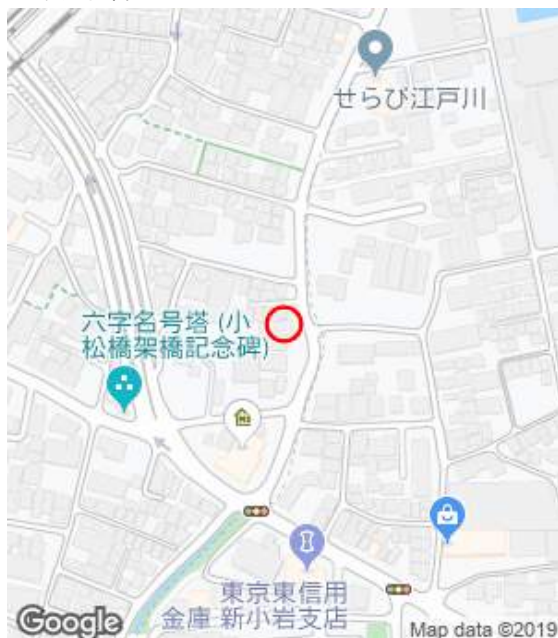 せらび江戸川
六字名号塔 (小
松橋架橋記念碑)
東京東信用
金庫 新小岩支店
Google
Map data ©2019